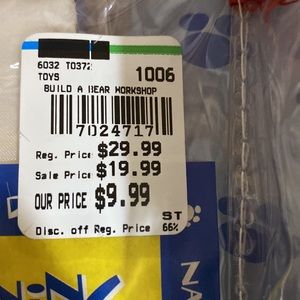 6032 T0372
TOYS 1006
BUILD A BEAR WORKSHOP
7024717
Reg. Price $29.99
Sale Price $19.99
OUR PRICE $9.99
ST
Disc. off Reg. Price 66%
NA